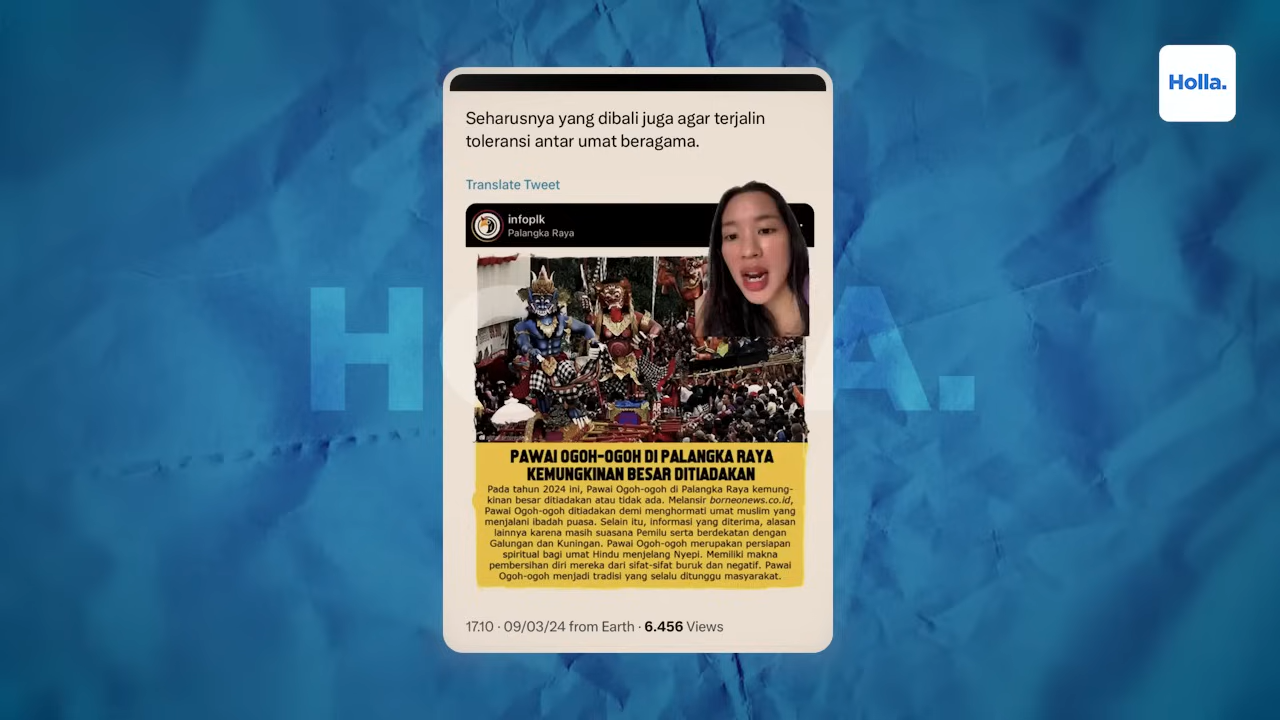 Holla.
Seharusnya yang dibali juga agar terjalin
toleransi antar umat beragama.
Translate Tweet
infoplk
Palangka Raya
PAWAI OGOH-OGOH DI PALANGKA RAYA
KEMUNGKINAN BESAR DITIADAKAN
Pada tahun 2024 ini, Pawai Ogoh-ogoh di Palangka Raya kemung-
kinan besar ditiadakan atau tidak ada. Melansir borneonews.co.id,
Pawai Ogoh-ogoh ditiadakan demi menghormati umat muslim yang
menjalani ibadah puasa. Selain itu, informasi yang diterima, alasan
lainnya karena masih suasana Pemilu serta berdekatan dengan
Galungan dan Kuningan. Pawai Ogoh-ogoh merupakan persiapan
spiritual bagi umat Hindu menjelang Nyepi. Memiliki makna
pembersihan diri mereka dari sifat-sifat buruk dan negatif. Pawai
Ogoh-ogoh menjadi tradisi yang selalu ditunggu masyarakat.
17.10 · 09/03/24 from Earth · 6.456 Views